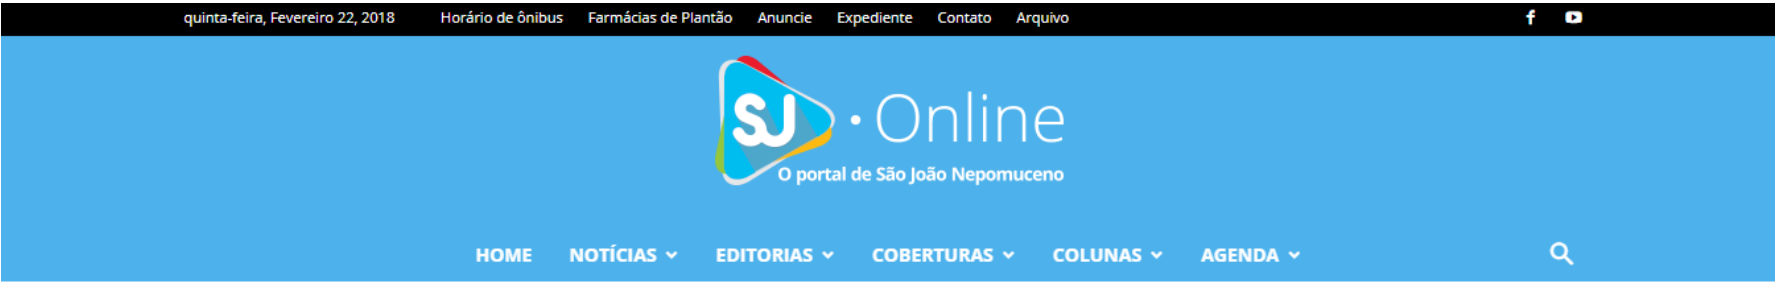 quinta-feira, Fevereiro 22, 2018 Horário de ônibus Farmácias de Plantão Anuncie Expediente Contato Arquivo
SJ • Online
O portal de São João Nepomuceno
HOME NOTÍCIAS EDITORIAS COBERTURAS COLUNAS AGENDA